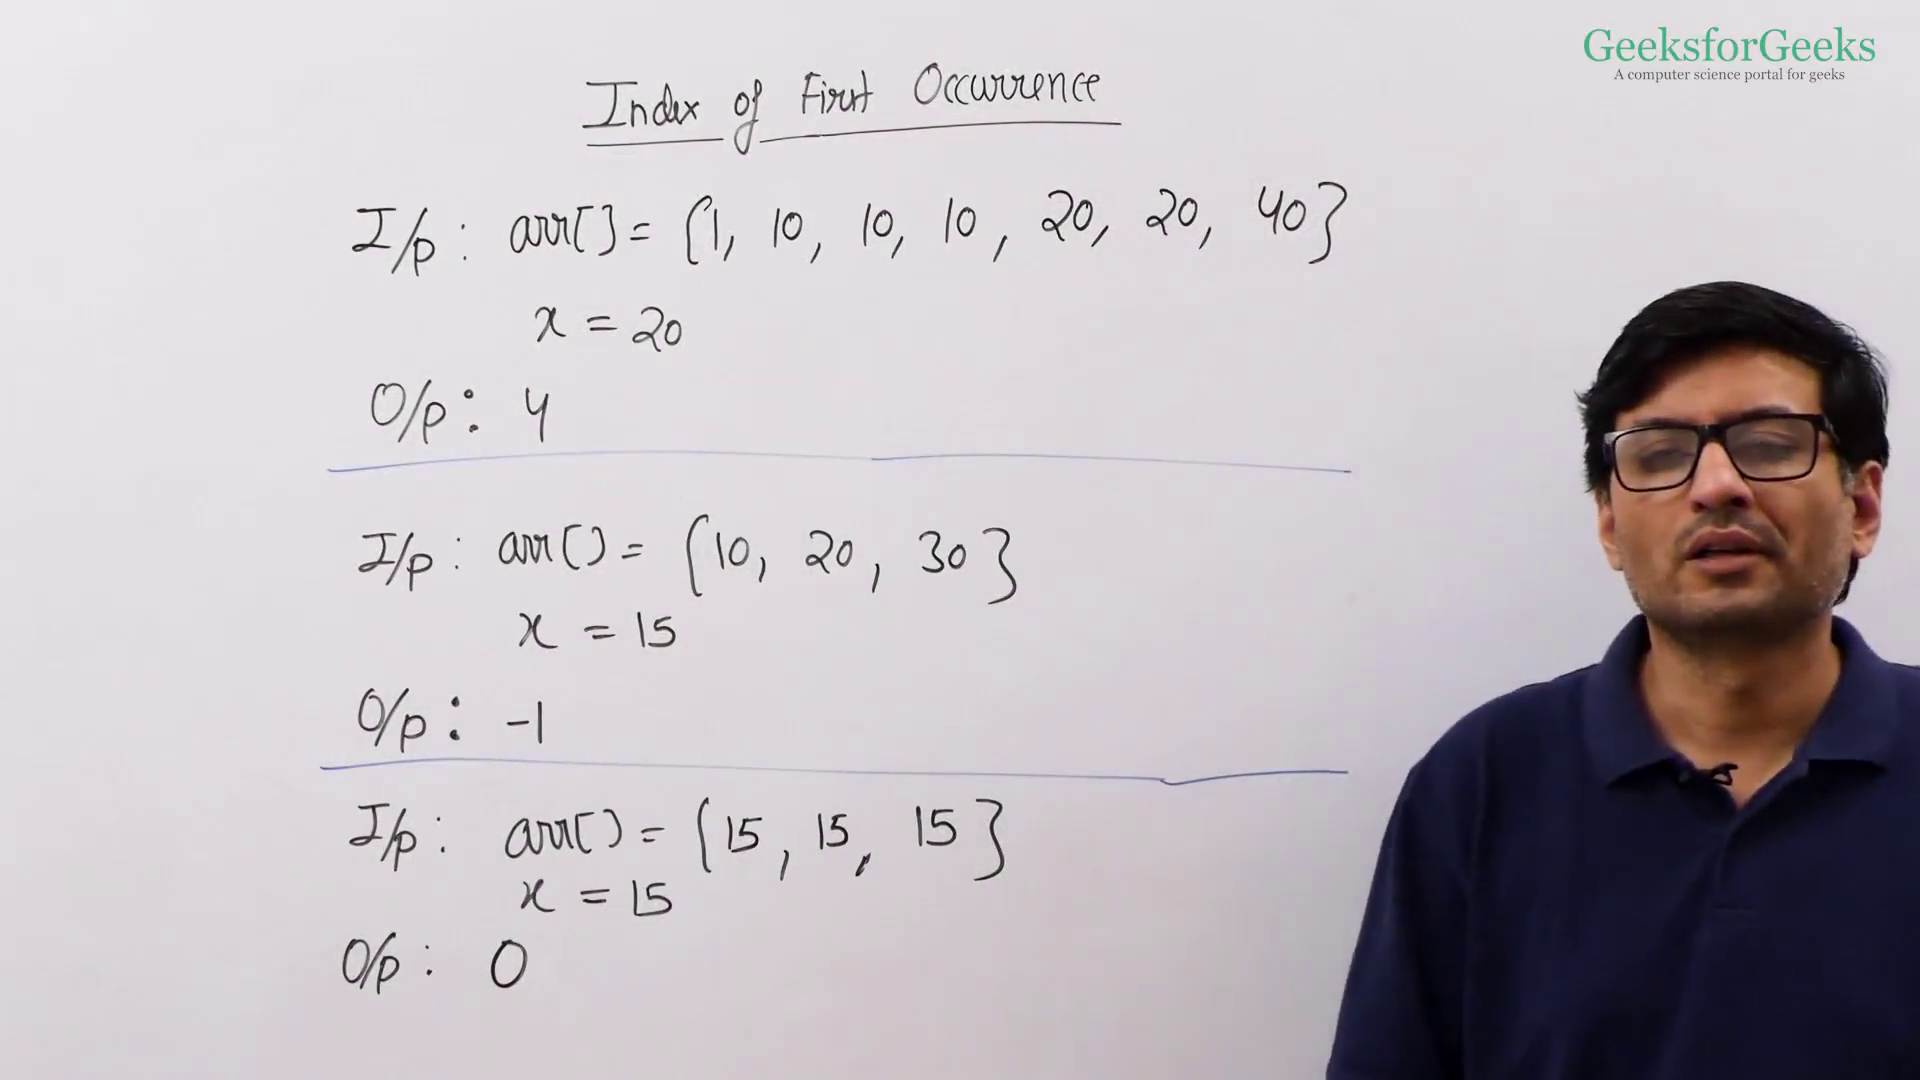 GeeksforGeeks
A computer science portal for geeks
Index of First Occurrence
I/p : arr[] = {1, 10, 10, 10, 20, 20, 40}
x = 20
O/p : 4
I/p : arr[] = {10, 20, 30}
x = 15
O/p : -1
I/p : arr[] = {15, 15, 15}
x = 15
O/p : 0